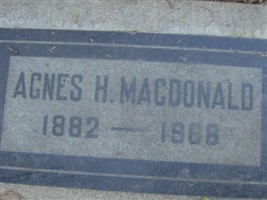 AGNES H. MACDONALD
1882 — 1966